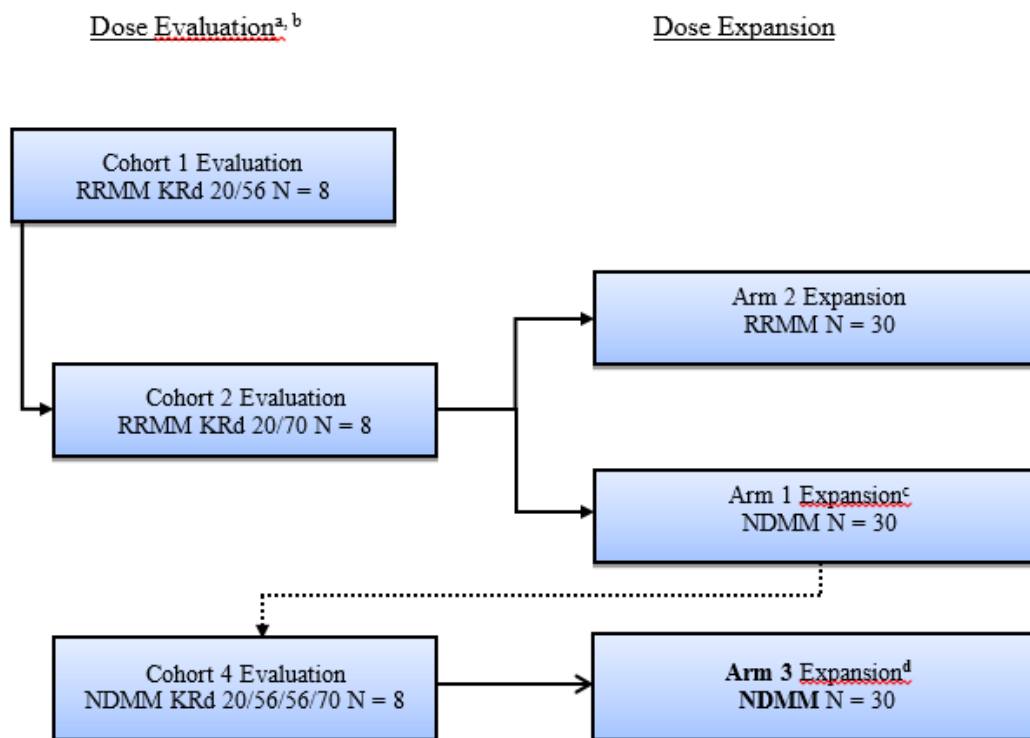 Dose Evaluationᵃ, ᵇ
Dose Expansion
Cohort 1 Evaluation
RRMM KRd 20/56 N = 8
Arm 2 Expansion
RRMM N = 30
Cohort 2 Evaluation
RRMM KRd 20/70 N = 8
Arm 1 Expansionᶜ
NDMM N = 30
Cohort 4 Evaluation
NDMM KRd 20/56/56/70 N = 8
Arm 3 Expansionᵈ
NDMM N = 30